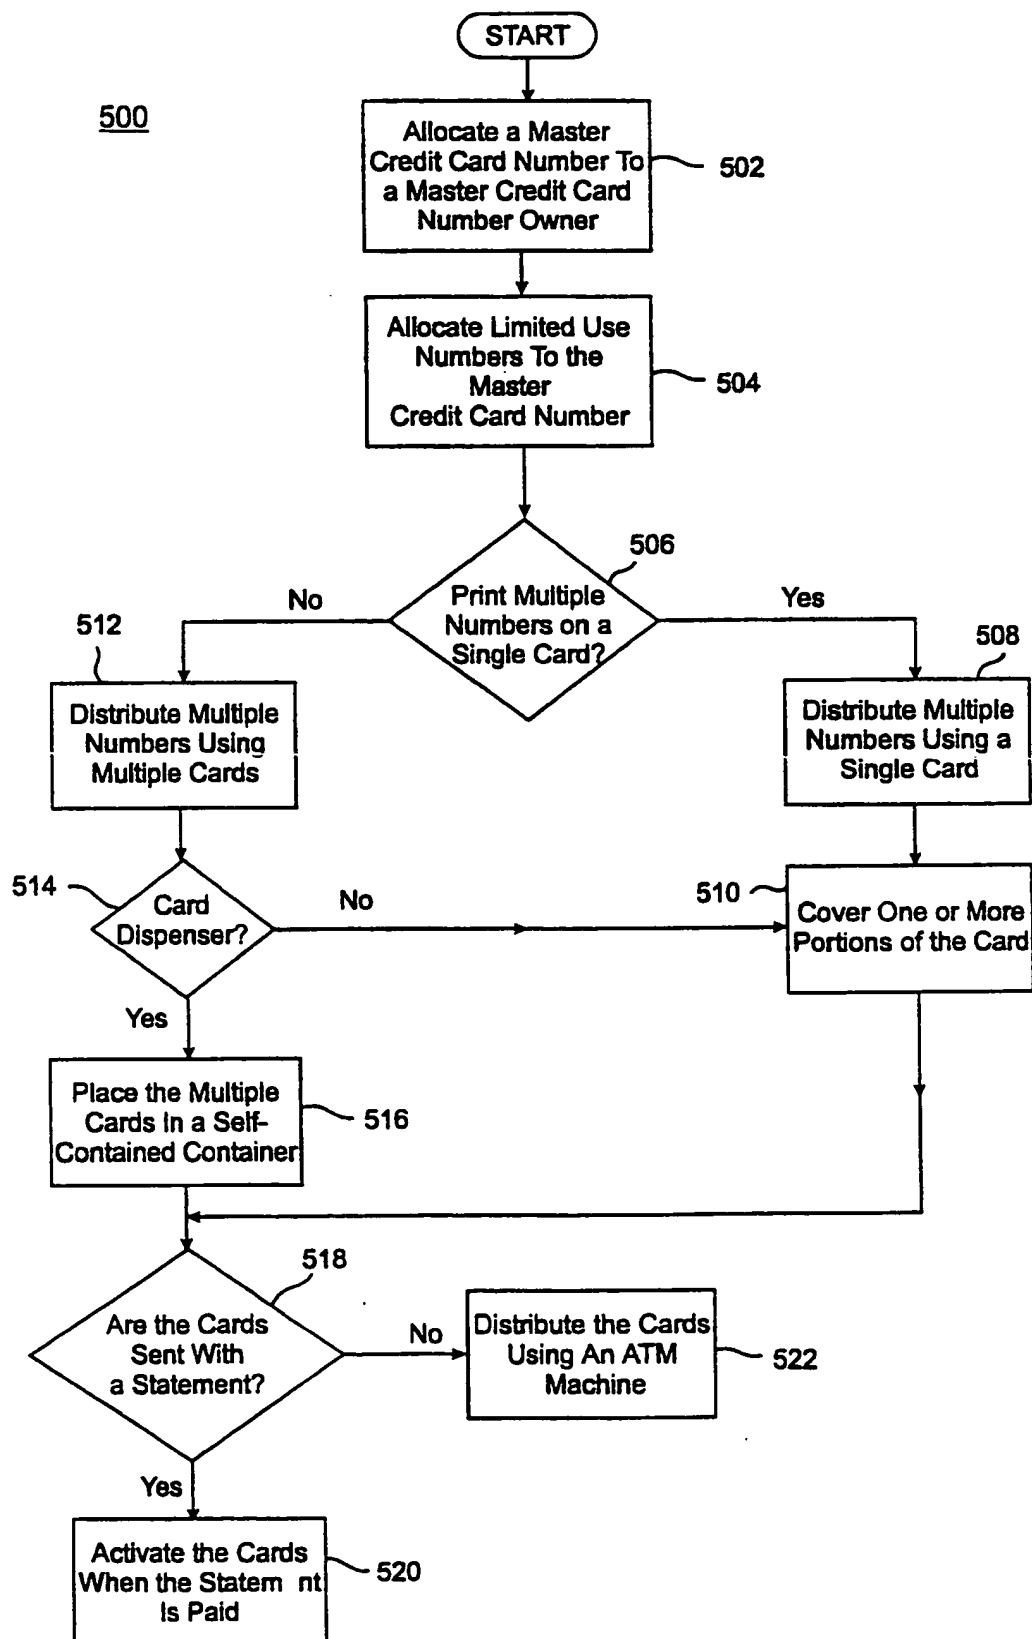 START
500
Allocate a Master
Credit Card Number To
a Master Credit Card
Number Owner
502
Allocate Limited Use
Numbers To the
Master
Credit Card Number
504
506
Print Multiple
Numbers on a
Single Card?
No
Yes
512
508
Distribute Multiple
Numbers Using
Multiple Cards
Distribute Multiple
Numbers Using a
Single Card
514
Card
Dispenser?
No
510
Cover One or More
Portions of the Card
Yes
Place the Multiple
Cards in a Self-
Contained Container
516
518
Are the Cards
Sent With
a Statement?
No
Distribute the Cards
Using An ATM
Machine
522
Yes
Activate the Cards
When the Statem nt
Is Paid
520